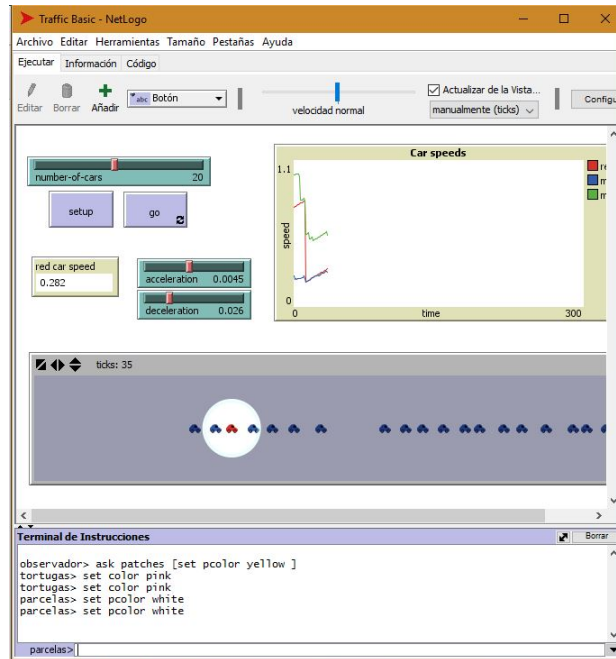 Traffic Basic - NetLogo
Archivo Editar Herramientas Tamaño Pestañas Ayuda
Ejecutar Información Código
Editar Borrar Añadir abc Botón velocidad normal Actualizar de la Vista... manualmente (ticks) Configu
number-of-cars 20
setup go
red car speed
0.282
acceleration 0.0045
deceleration 0.026
Car speeds
1.1
speed
0
0 time 300
re
m
m
ticks: 35
Terminal de Instrucciones Borrar
observador> ask patches [set pcolor yellow ]
tortugas> set color pink
tortugas> set color pink
parcelas> set pcolor white
parcelas> set pcolor white
parcelas>